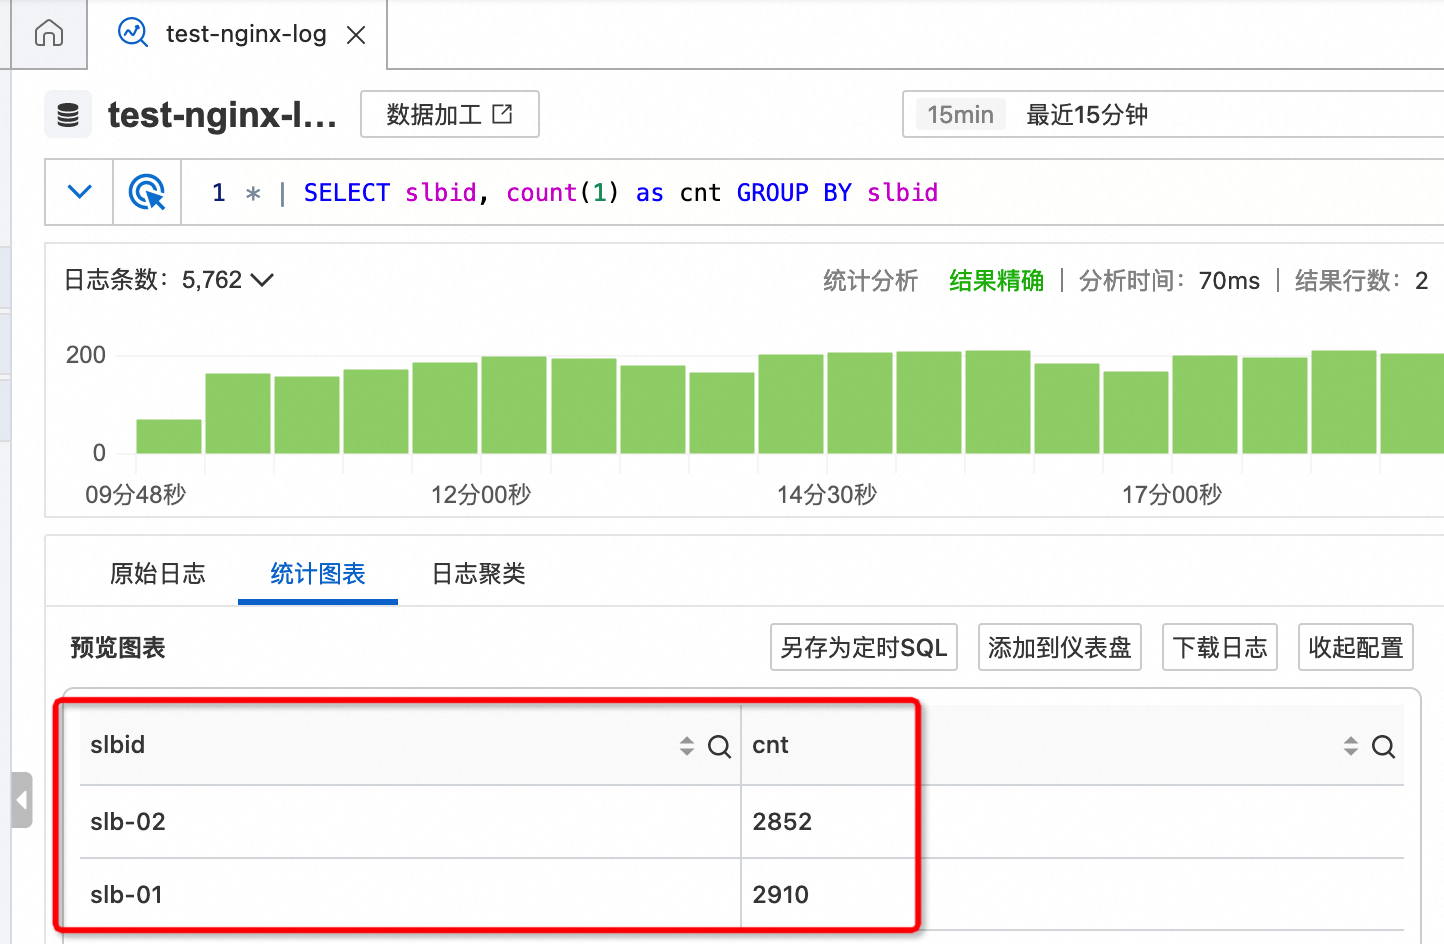 test-nginx-log
test-nginx-l...
数据加工
15min 最近15分钟
1 * | SELECT slbid, count(1) as cnt GROUP BY slbid
日志条数：5,762
统计分析 结果精确 | 分析时间：70ms | 结果行数：2
200
0
09分48秒 12分00秒 14分30秒 17分00秒
原始日志 统计图表 日志聚类
预览图表 另存为定时SQL 添加到仪表盘 下载日志 收起配置
slbid cnt
slb-02 2852
slb-01 2910